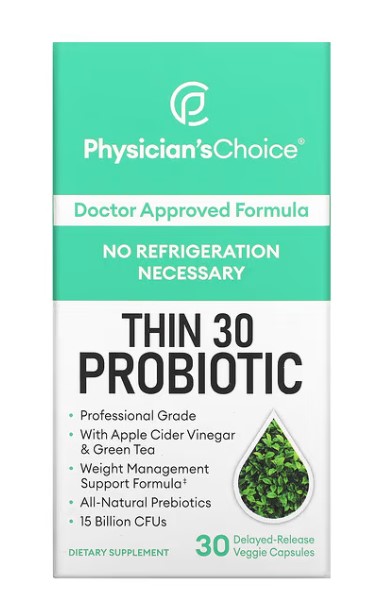 Physician'sChoice®
Doctor Approved Formula
NO REFRIGERATION
NECESSARY
THIN 30
PROBIOTIC
• Professional Grade
• With Apple Cider Vinegar
& Green Tea
• Weight Management
Support Formula‡
• All-Natural Prebiotics
• 15 Billion CFUs
DIETARY SUPPLEMENT
30 Delayed-Release
Veggie Capsules